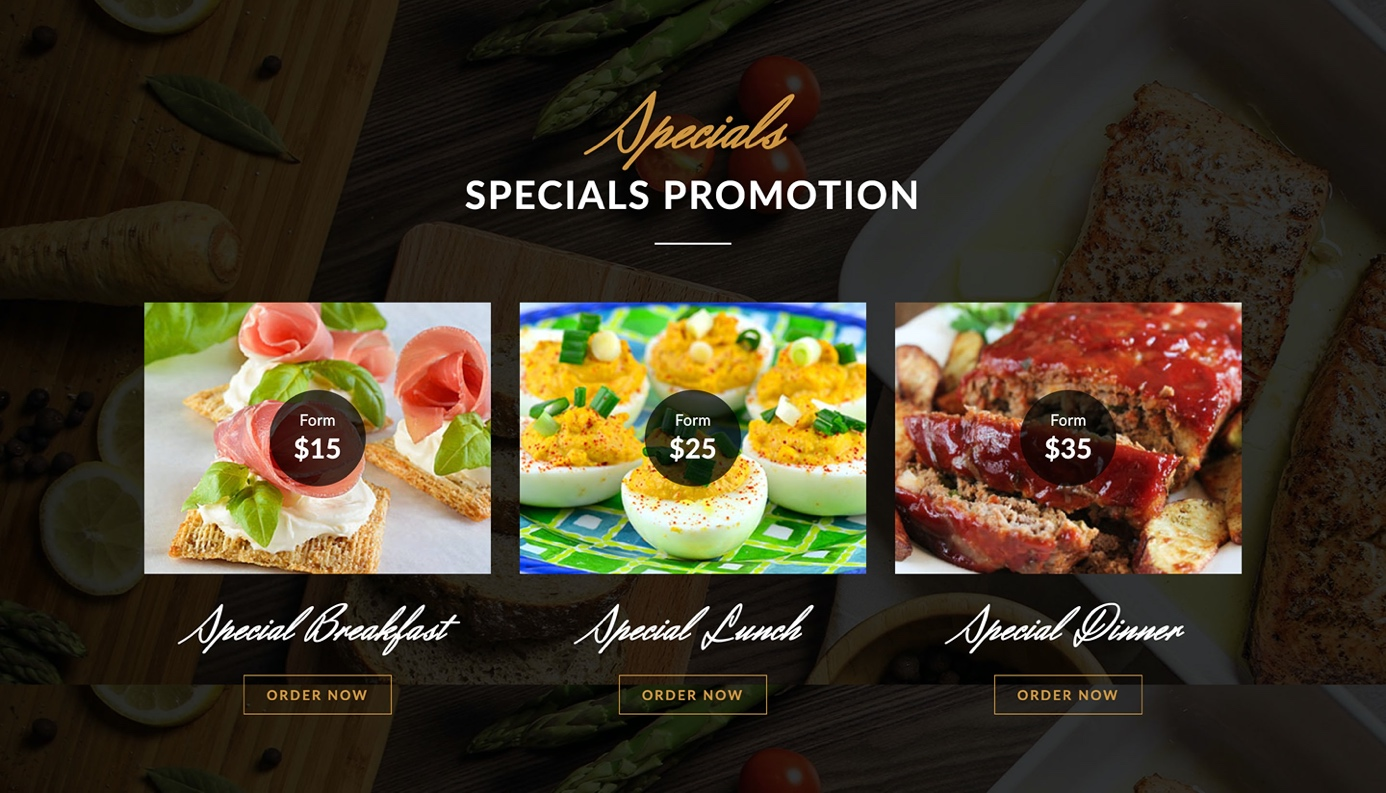 Specials
SPECIALS PROMOTION
Form
$15
Form
$25
Form
$35
Special Breakfast
Special Lunch
Special Dinner
ORDER NOW
ORDER NOW
ORDER NOW